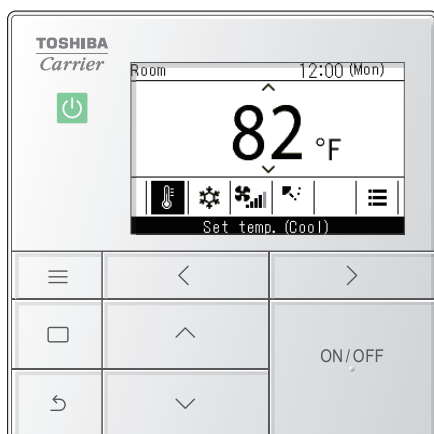 TOSHIBA
Carrier
Room 12:00 (Mon)
82 °F
Set temp. (Cool)
ON/OFF